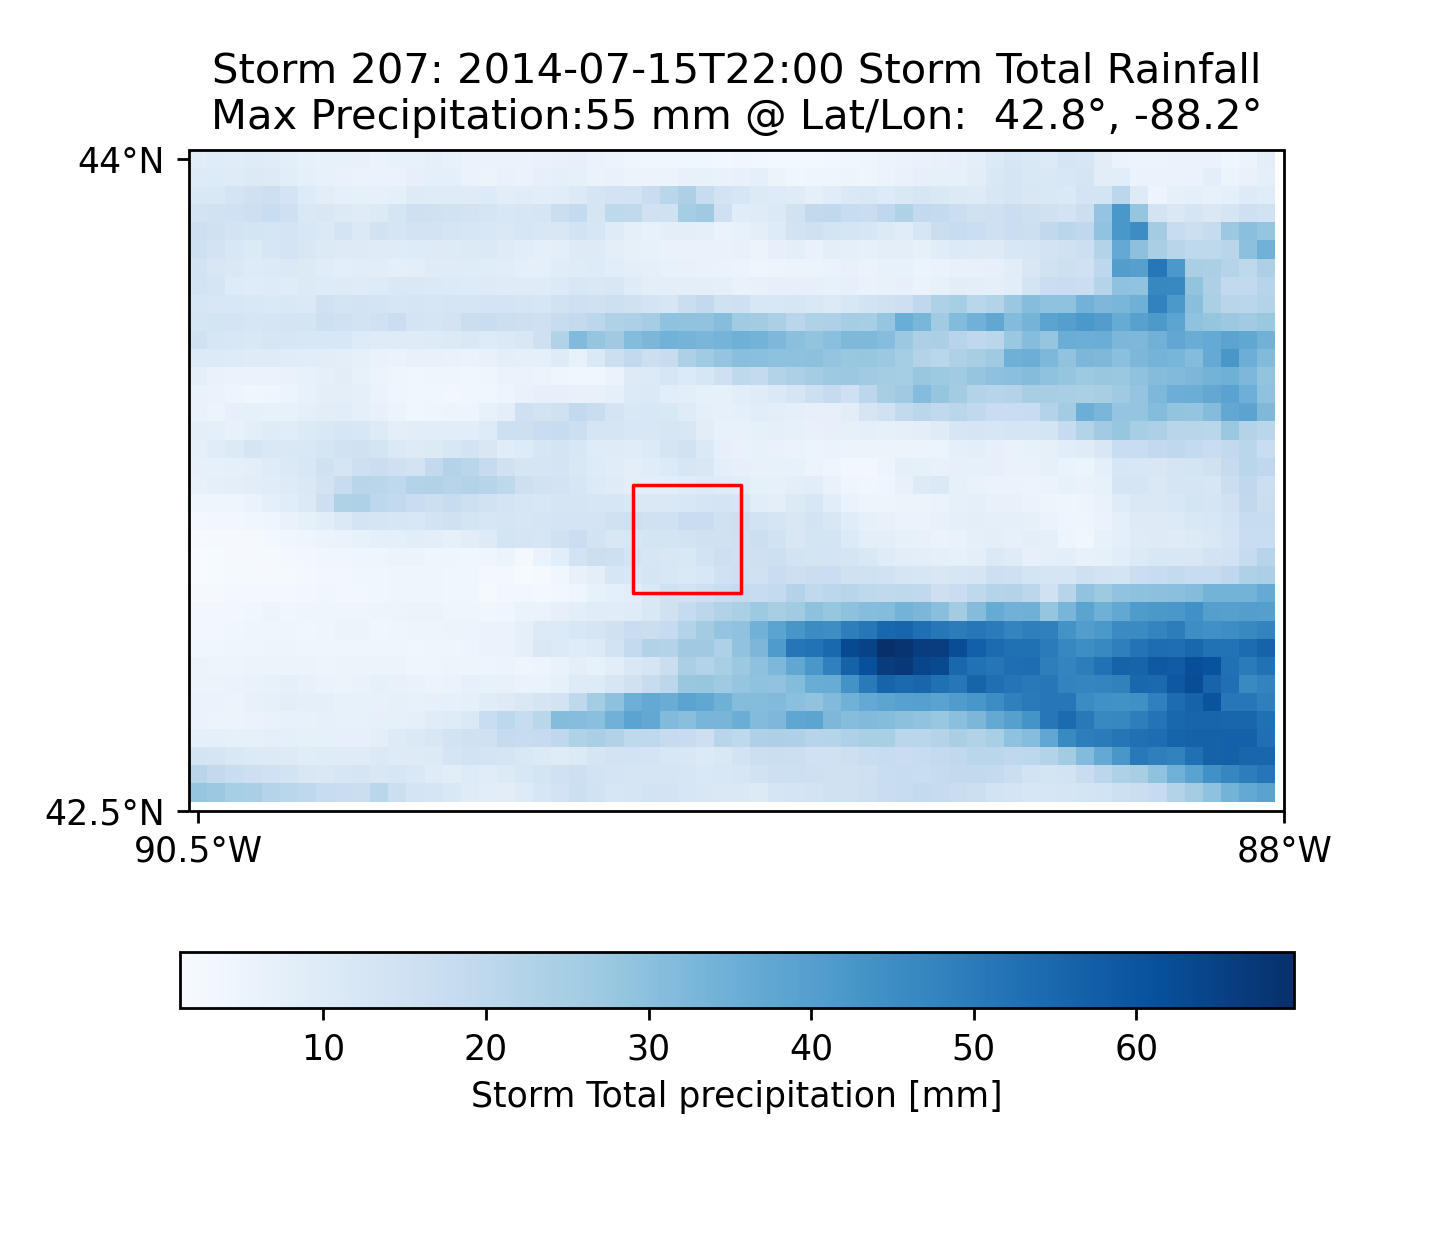 Storm 207: 2014-07-15T22:00 Storm Total Rainfall
Max Precipitation:55 mm @ Lat/Lon:  42.8°, -88.2°
44°N
42.5°N
90.5°W 88°W
10 20 30 40 50 60
Storm Total precipitation [mm]